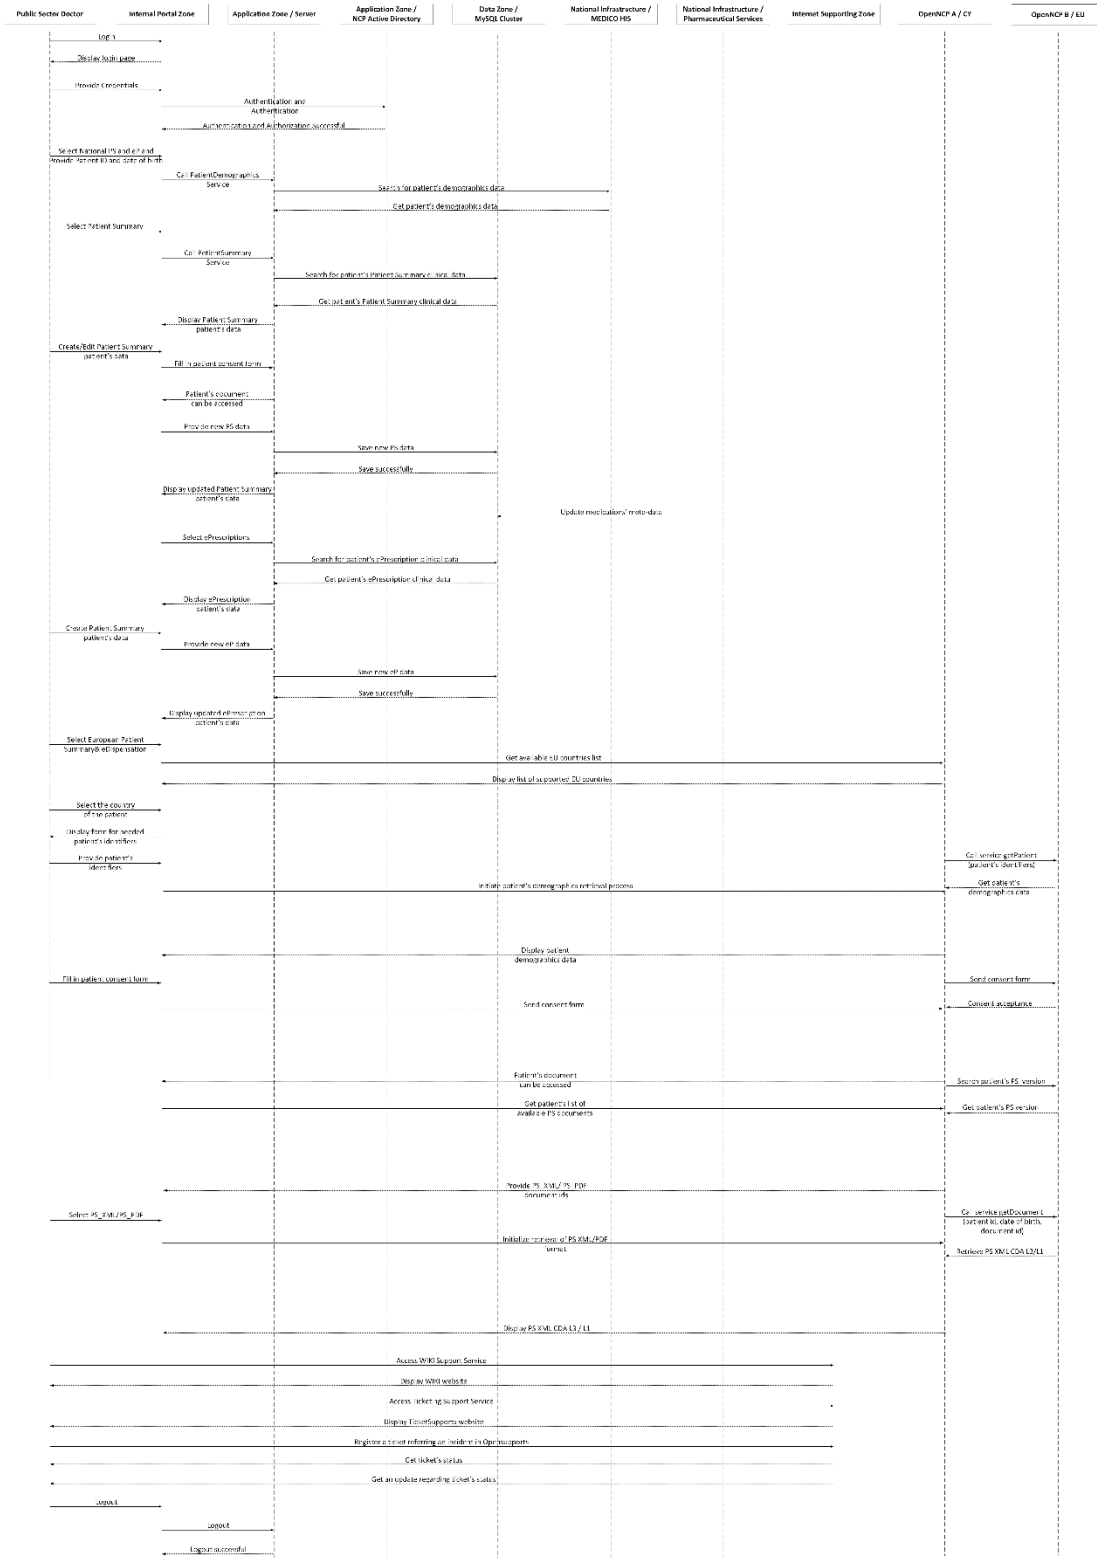 Public Sector Doctor
Internal Portal Zone
Application Zone / Server
Application Zone /
NCP Active Directory
Data Zone /
MySQL Cluster
National Infrastructure /
MEDICO HIS
National Infrastructure /
Pharmaceutical Services
Internet Supporting Zone
OpenNCP A / CY
OpenNCP B / EU
Login
Display login page
Provide Credentials
Authentication and
Authentication
Authentication and Authorization Successful
Select National PS and eP and
Provide Patient ID and date of birth
Call PatientDemographics
Service
Search for patient's demographics data
Get patient's demographics data
Select Patient Summary
Call PatientSummary
Service
Search for patient's Patient Summary clinical data
Get patient's Patient Summary clinical data
Display Patient Summary
patient's data
Create/Edit Patient Summary
patient's data
Fill in patient consent form
Patient's document
can be accessed
Provide new PS data
Save new PS data
Save successfully
Display updated Patient Summary
patient's data
Update medications' meta-data
Select ePrescriptions
Search for patient's ePrescription clinical data
Get patient's ePrescription clinical data
Display ePrescription
patient's data
Create Patient Summary
patient's data
Provide new eP data
Save new eP data
Save successfully
Display updated ePrescription
patient's data
Select European Patient
Summary& eDispensation
Get available EU countries list
Display list of supported EU countries
Select the country
of the patient
Display form for needed
patient's identifiers
Provide patient's
identifiers
Call service getPatient
(patient's identifiers)
Initiate patient's demographics retrieval process
Get patient's
demographics data
Display patient
demographics data
Fill in patient consent form
Send consent form
Send consent form
Consent acceptance
Patient's document
can be accessed
Search patient's PS version
Get patient's list of
available PS documents
Get patient's PS version
Provide PS_XML/ PS_PDF
document ids
Select PS_XML/PS_PDF
Call service getDocument
(patient id, date of birth,
document id)
Initialize retrieval of PS XML/PDF
format
Retrieve PS XML CDA L3/L1
Display PS XML CDA L3 / L1
Access WIKI Support Service
Display WIKI website
Access Ticketing Support Service
Display TicketSupports website
Register a ticket referring an incident in Opensupports
Get ticket's status
Get an update regarding ticket's status
Logout
Logout
Logout successful